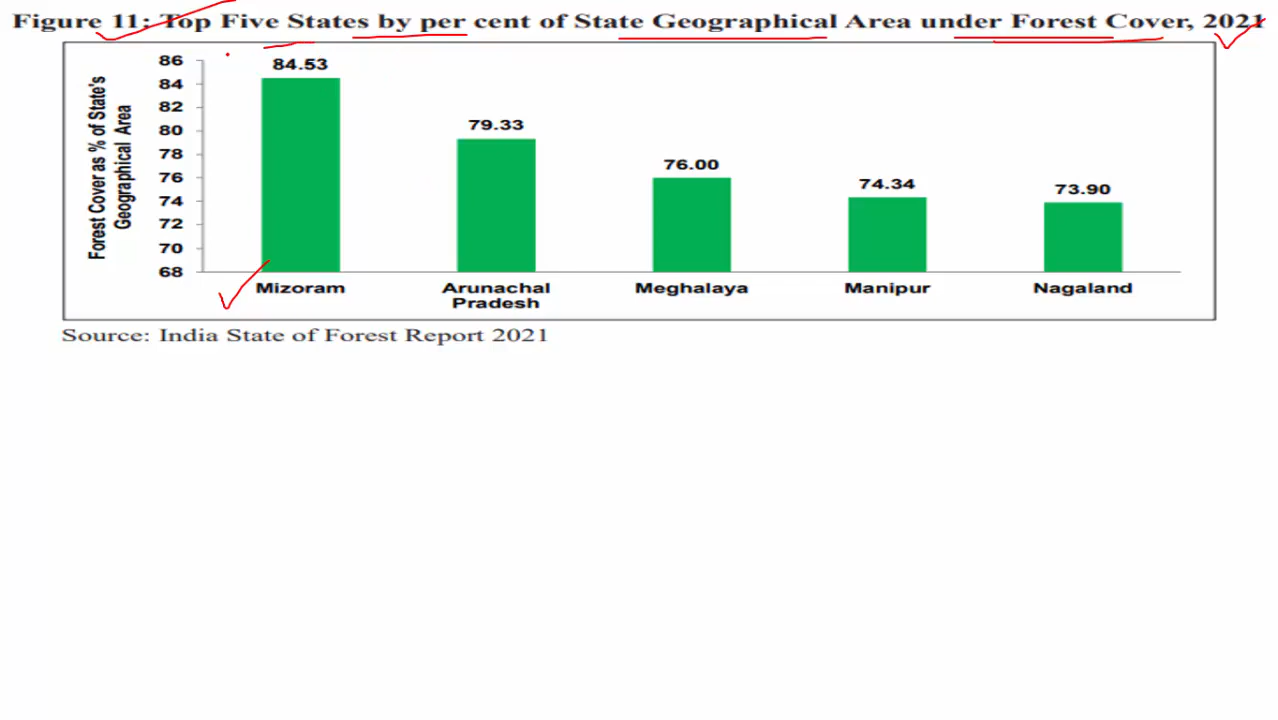 Figure 11: Top Five States by per cent of State Geographical Area under Forest Cover, 2021
Forest Cover as % of State's
Geographical Area
86
84
82
80
78
76
74
72
70
68
84.53
79.33
76.00
74.34
73.90
Mizoram
Arunachal
Pradesh
Meghalaya
Manipur
Nagaland
Source: India State of Forest Report 2021